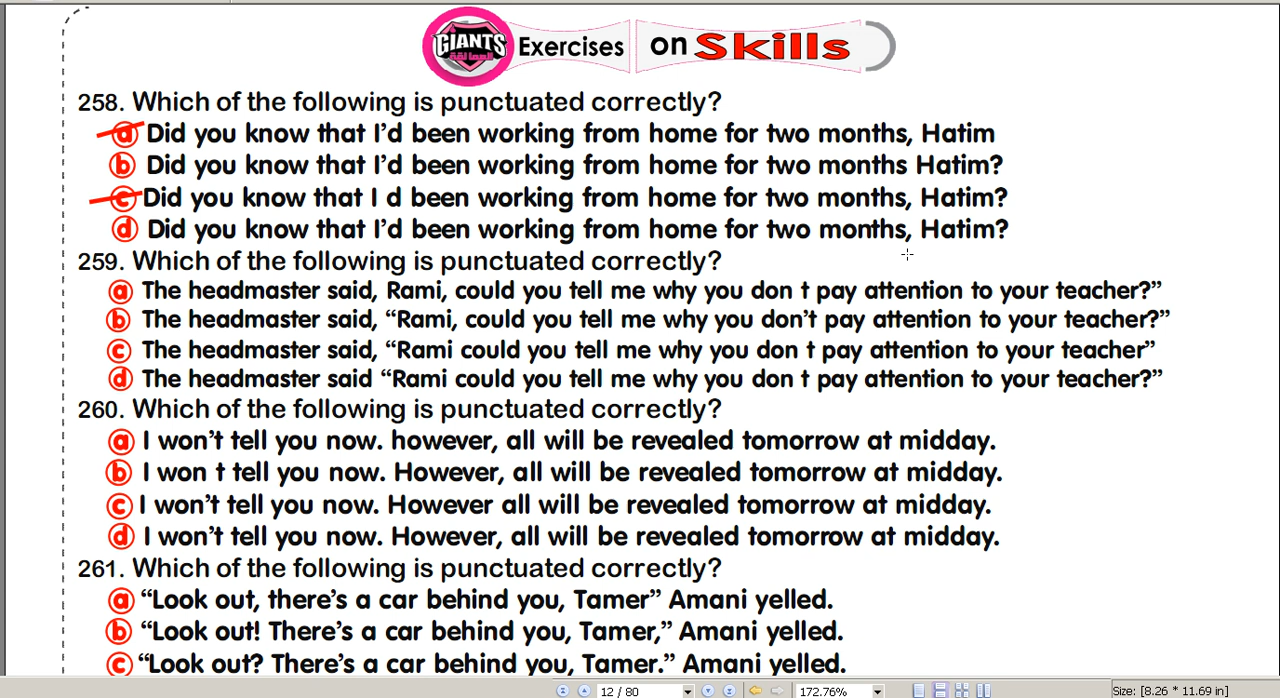 GIANTS
العمالقة
Exercises on Skills
258. Which of the following is punctuated correctly?
a Did you know that I’d been working from home for two months, Hatim
b Did you know that I’d been working from home for two months Hatim?
c Did you know that I d been working from home for two months, Hatim?
d Did you know that I’d been working from home for two months, Hatim?
259. Which of the following is punctuated correctly?
a The headmaster said, Rami, could you tell me why you don t pay attention to your teacher?”
b The headmaster said, “Rami, could you tell me why you don’t pay attention to your teacher?”
c The headmaster said, “Rami could you tell me why you don t pay attention to your teacher”
d The headmaster said “Rami could you tell me why you don t pay attention to your teacher?”
260. Which of the following is punctuated correctly?
a I won’t tell you now. however, all will be revealed tomorrow at midday.
b I won t tell you now. However, all will be revealed tomorrow at midday.
c I won’t tell you now. However all will be revealed tomorrow at midday.
d I won’t tell you now. However, all will be revealed tomorrow at midday.
261. Which of the following is punctuated correctly?
a “Look out, there’s a car behind you, Tamer” Amani yelled.
b “Look out! There’s a car behind you, Tamer,” Amani yelled.
c “Look out? There’s a car behind you, Tamer.” Amani yelled.
12 / 80 172.76% Size: [8.26 * 11.69 in]